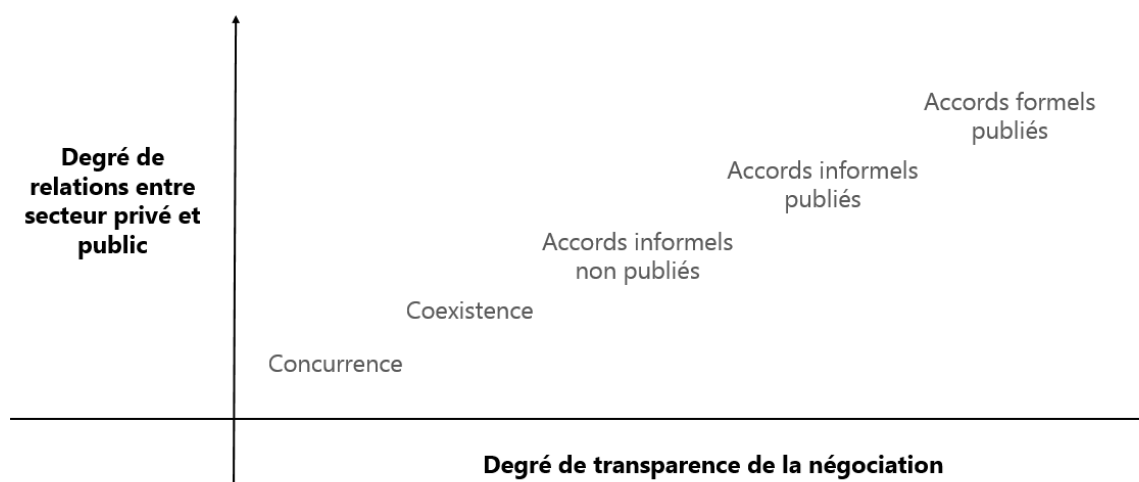 Accords formels
publiés
Degré de
relations entre
secteur privé et
public
Accords informels
publiés
Accords informels
non publiés
Coexistence
Concurrence
Degré de transparence de la négociation